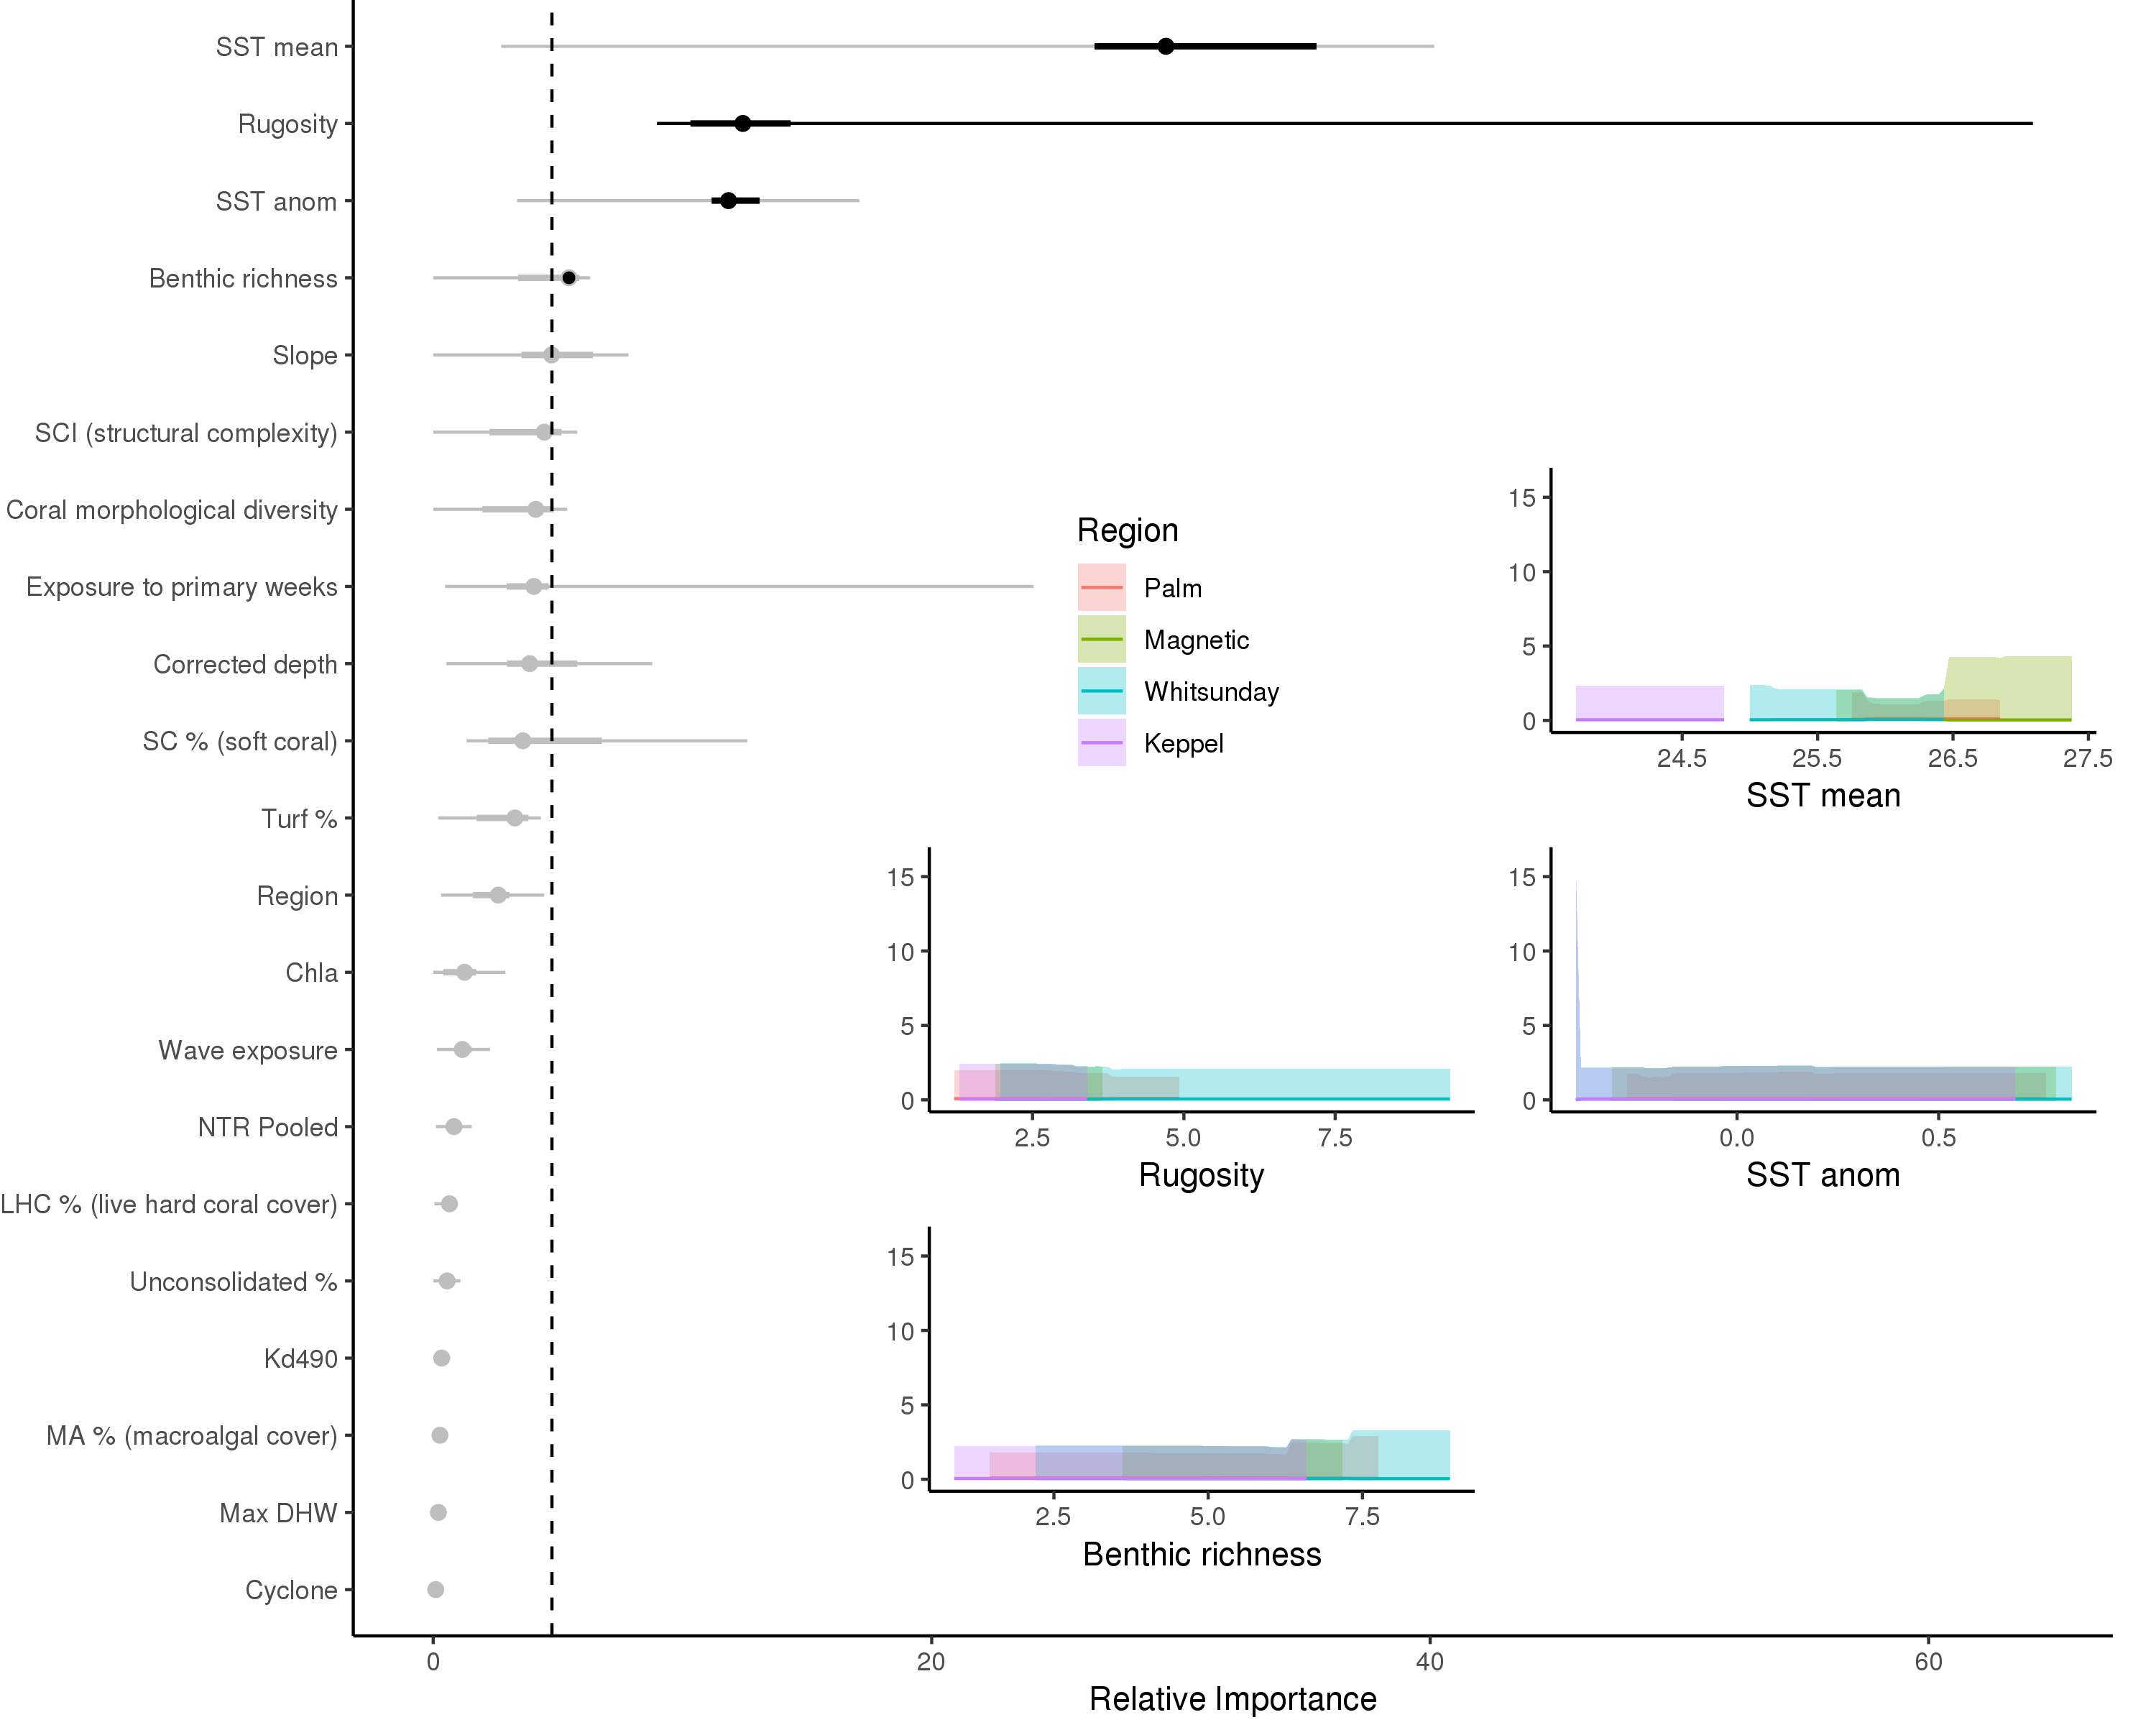 SST mean
Rugosity
SST anom
Benthic richness
Slope
SCI (structural complexity)
Coral morphological diversity
Exposure to primary weeks
Corrected depth
SC % (soft coral)
Turf %
Region
Chla
Wave exposure
NTR Pooled
LHC % (live hard coral cover)
Unconsolidated %
Kd490
MA % (macroalgal cover)
Max DHW
Cyclone
0 20 40 60
Relative Importance
Region
Palm
Magnetic
Whitsunday
Keppel
15
10
5
0
24.5 25.5 26.5 27.5
SST mean
15
10
5
0
2.5 5.0 7.5
Rugosity
15
10
5
0
0.0 0.5
SST anom
15
10
5
0
2.5 5.0 7.5
Benthic richness